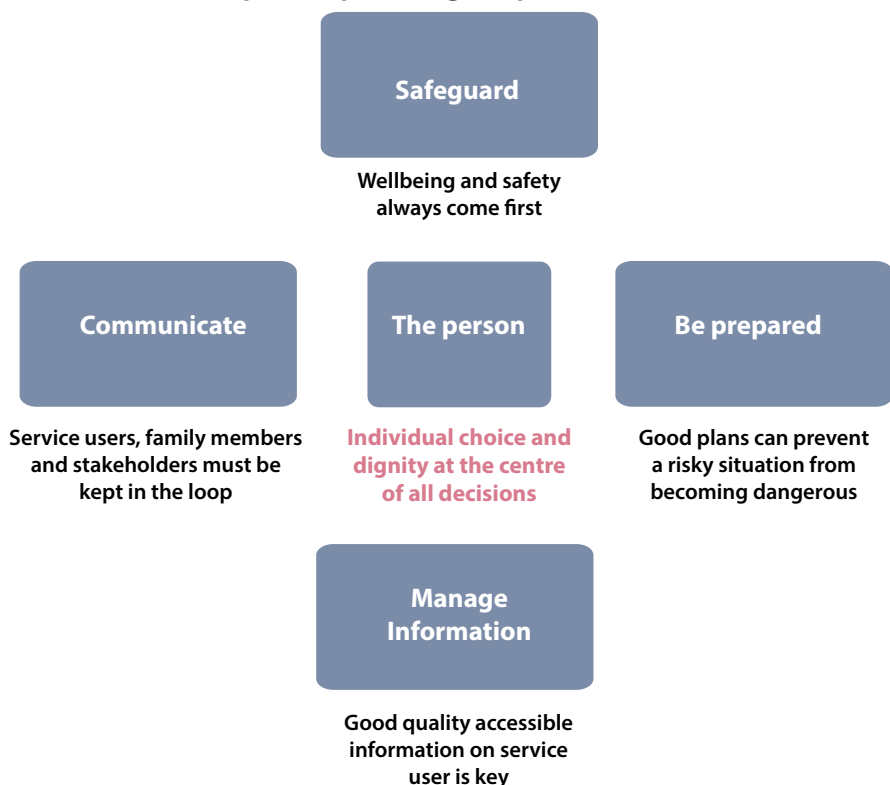 Safeguard
Wellbeing and safety
always come first
Communicate
Service users, family members
and stakeholders must be
kept in the loop
The person
Individual choice and
dignity at the centre
of all decisions
Be prepared
Good plans can prevent
a risky situation from
becoming dangerous
Manage
Information
Good quality accessible
information on service
user is key